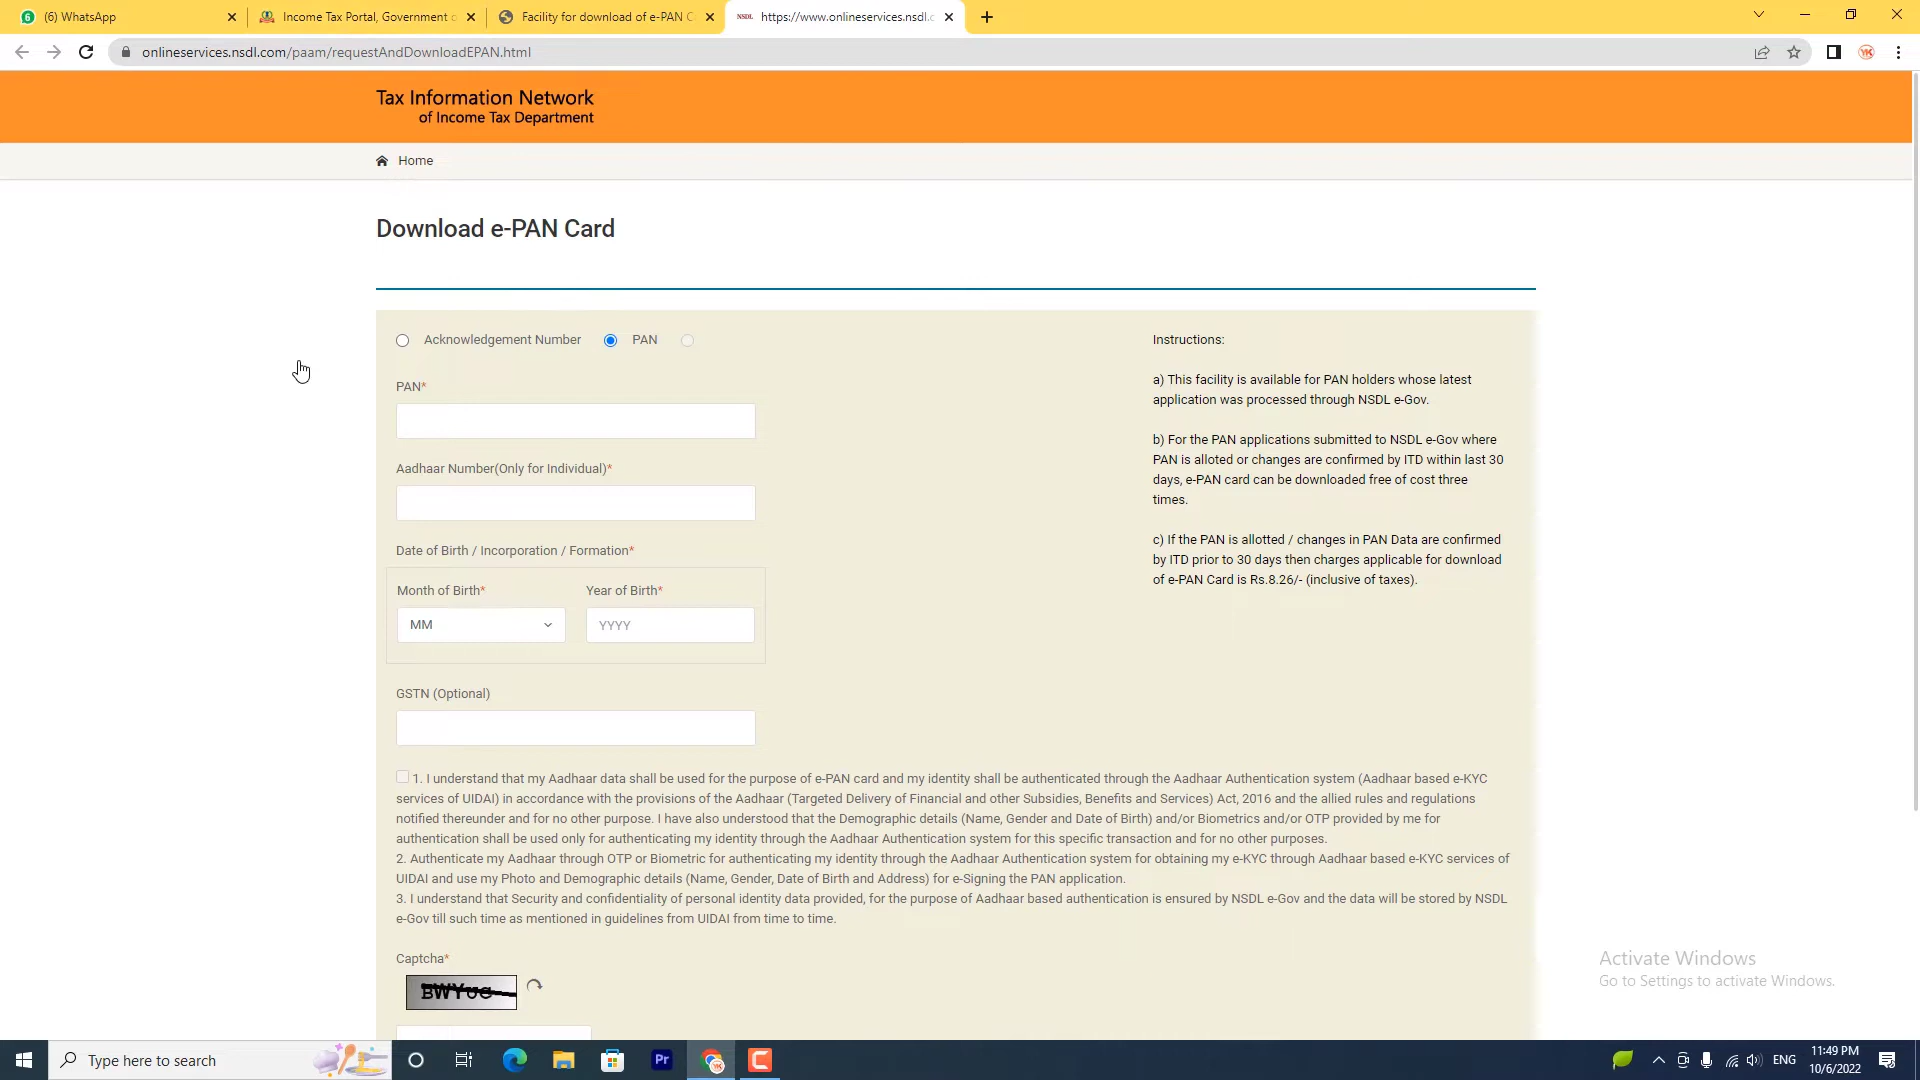 (6) WhatsApp
Income Tax Portal, Government o
Facility for download of e-PAN C
NSDL https://www.onlineservices.nsdl.c
onlineservices.nsdl.com/paam/requestAndDownloadEPAN.html
YK
Tax Information Network
of Income Tax Department
Home
Download e-PAN Card
Acknowledgement Number PAN
PAN*
Aadhaar Number(Only for Individual)*
Date of Birth / Incorporation / Formation*
Month of Birth* Year of Birth*
MM YYYY
GSTN (Optional)
Instructions:
a) This facility is available for PAN holders whose latest
application was processed through NSDL e-Gov.
b) For the PAN applications submitted to NSDL e-Gov where
PAN is alloted or changes are confirmed by ITD within last 30
days, e-PAN card can be downloaded free of cost three
times.
c) If the PAN is allotted / changes in PAN Data are confirmed
by ITD prior to 30 days then charges applicable for download
of e-PAN Card is Rs.8.26/- (inclusive of taxes).
1. I understand that my Aadhaar data shall be used for the purpose of e-PAN card and my identity shall be authenticated through the Aadhaar Authentication system (Aadhaar based e-KYC
services of UIDAI) in accordance with the provisions of the Aadhaar (Targeted Delivery of Financial and other Subsidies, Benefits and Services) Act, 2016 and the allied rules and regulations
notified thereunder and for no other purpose. I have also understood that the Demographic details (Name, Gender and Date of Birth) and/or Biometrics and/or OTP provided by me for
authentication shall be used only for authenticating my identity through the Aadhaar Authentication system for this specific transaction and for no other purposes.
2. Authenticate my Aadhaar through OTP or Biometric for authenticating my identity through the Aadhaar Authentication system for obtaining my e-KYC through Aadhaar based e-KYC services of
UIDAI and use my Photo and Demographic details (Name, Gender, Date of Birth and Address) for e-Signing the PAN application.
3. I understand that Security and confidentiality of personal identity data provided, for the purpose of Aadhaar based authentication is ensured by NSDL e-Gov and the data will be stored by NSDL
e-Gov till such time as mentioned in guidelines from UIDAI from time to time.
Captcha*
Activate Windows
Go to Settings to activate Windows.
Type here to search
Pr
ENG
11:49 PM
10/6/2022